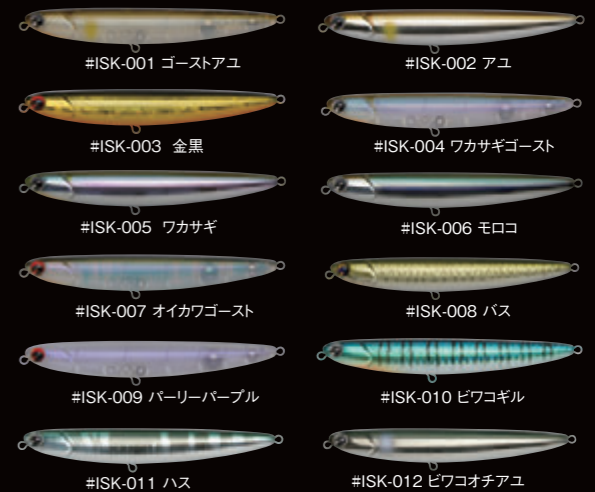 #ISK-001 ゴーストアユ
#ISK-002 アユ
#ISK-003 金黒
#ISK-004 ワカサギゴースト
#ISK-005 ワカサギ
#ISK-006 モロコ
#ISK-007 オイカワゴースト
#ISK-008 バス
#ISK-009 パーリーパープル
#ISK-010 ビワコギル
#ISK-011 ハス
#ISK-012 ビワコオチアユ